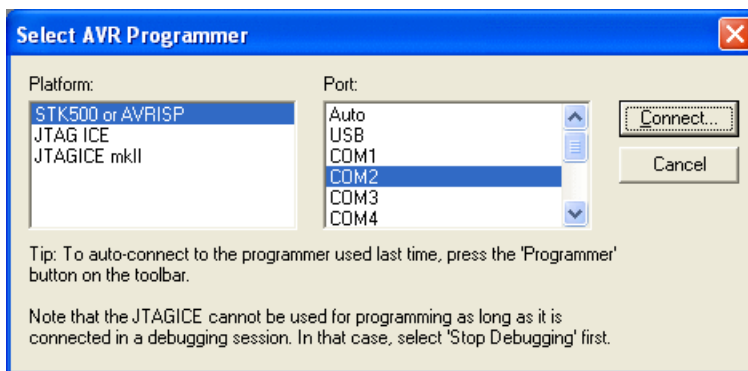 Select AVR Programmer
Platform:
STK500 or AVRISP
JTAG ICE
JTAGICE mkII
Port:
Auto
USB
COM1
COM2
COM3
COM4
Connect...
Cancel
Tip: To auto-connect to the programmer used last time, press the 'Programmer'
button on the toolbar.
Note that the JTAGICE cannot be used for programming as long as it is
connected in a debugging session. In that case, select 'Stop Debugging' first.